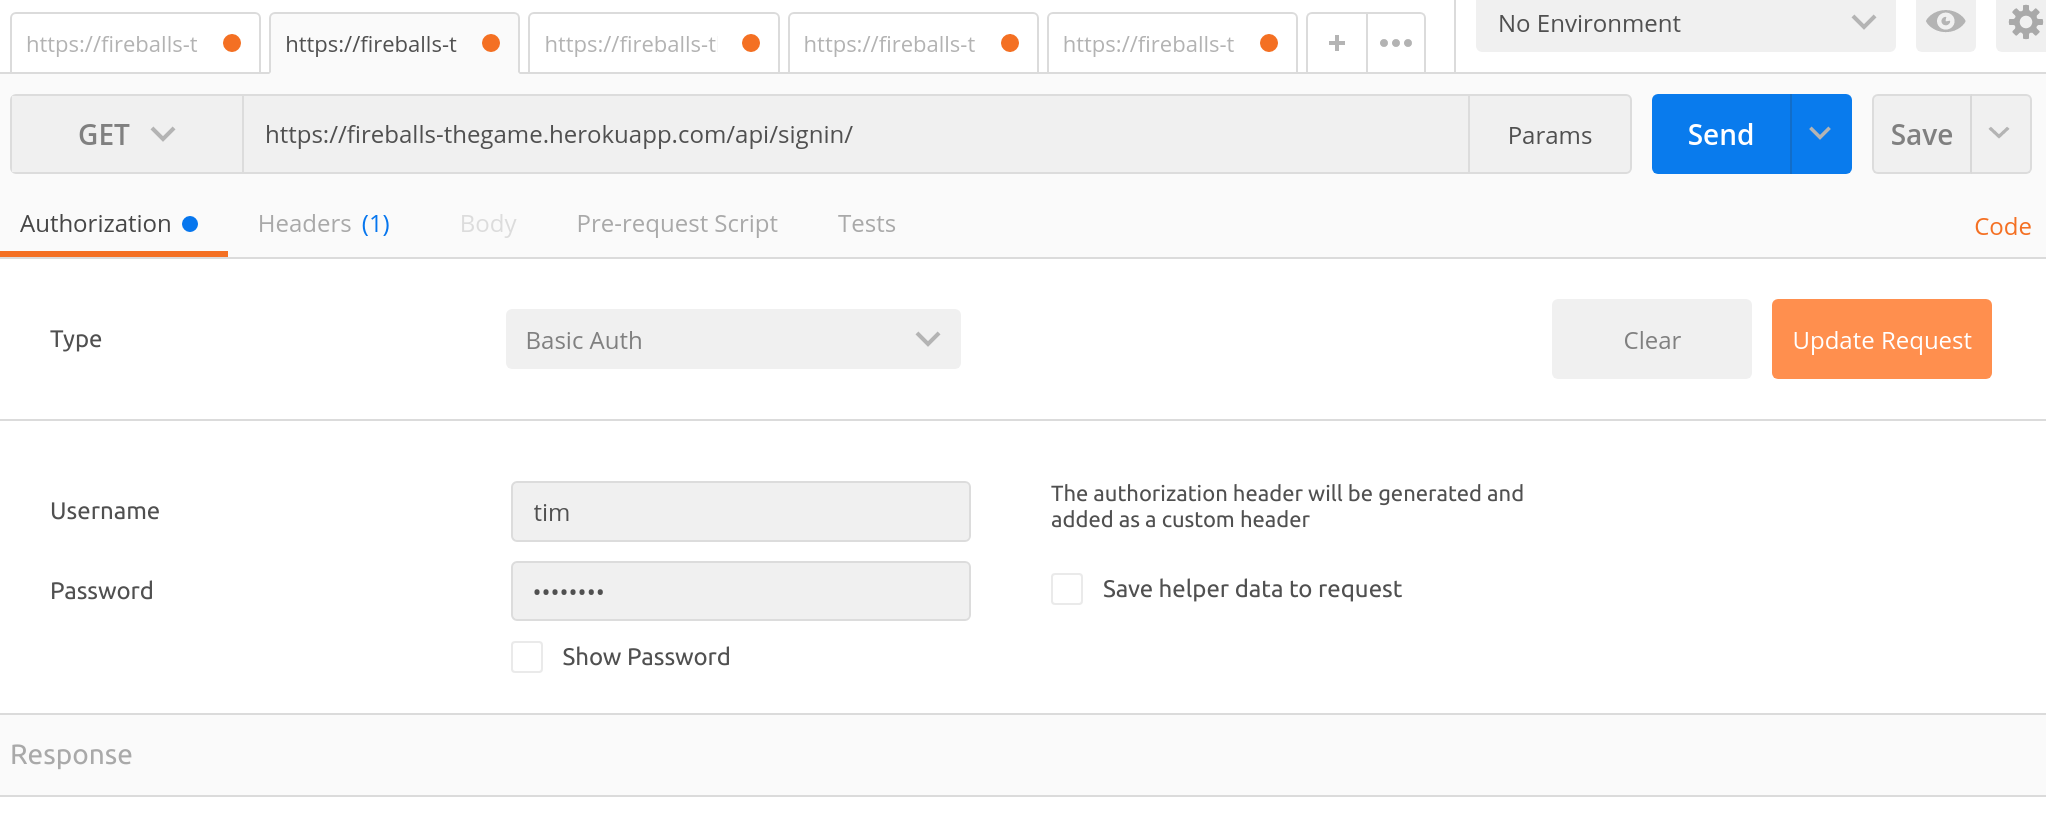 https://fireballs-t https://fireballs-t https://fireballs-t https://fireballs-t https://fireballs-t + ••• No Environment
GET https://fireballs-thegame.herokuapp.com/api/signin/ Params Send Save
Authorization Headers (1) Body Pre-request Script Tests Code
Type Basic Auth Clear Update Request
Username tim The authorization header will be generated and
added as a custom header
Password •••••••• Save helper data to request
Show Password
Response